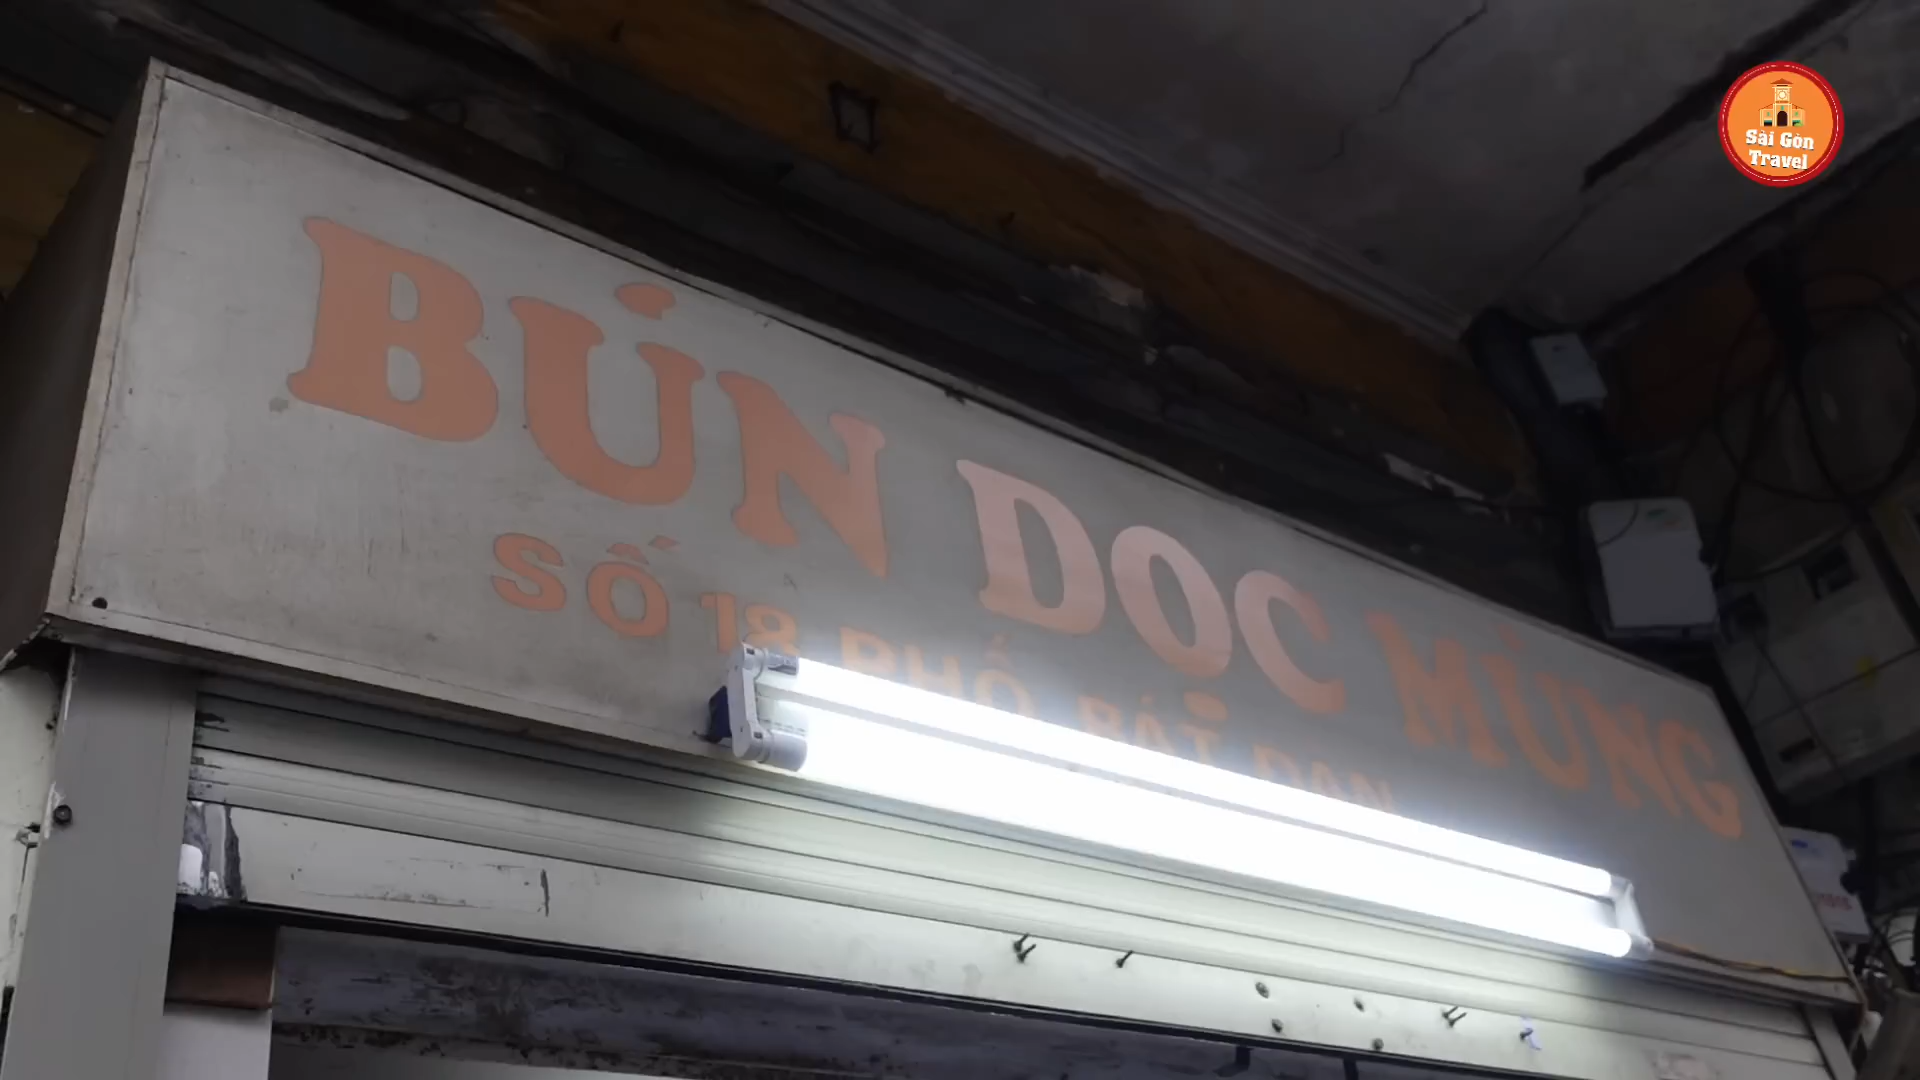 BÚN DỌC MÙNG
SỐ 18 PHỐ BÁT ĐÀN
Sài Gòn
Travel